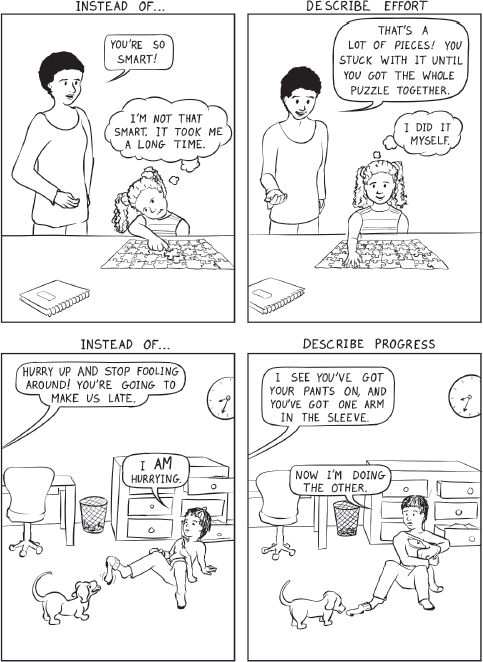 INSTEAD OF...
YOU'RE SO
SMART!
I'M NOT THAT
SMART. IT TOOK ME
A LONG TIME.
DESCRIBE EFFORT
THAT'S A
LOT OF PIECES! YOU
STUCK WITH IT UNTIL
YOU GOT THE WHOLE
PUZZLE TOGETHER.
I DID IT
MYSELF.
INSTEAD OF...
HURRY UP AND STOP FOOLING
AROUND! YOU'RE GOING TO
MAKE US LATE.
I AM
HURRYING.
DESCRIBE PROGRESS
I SEE YOU'VE GOT
YOUR PANTS ON, AND
YOU'VE GOT ONE ARM
IN THE SLEEVE.
NOW I'M DOING
THE OTHER.